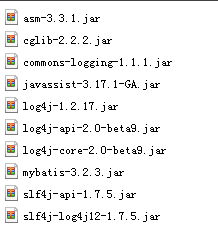 asm-3.3.1.jar
cglib-2.2.2.jar
commons-logging-1.1.1.jar
javassist-3.17.1-GA.jar
log4j-1.2.17.jar
log4j-api-2.0-beta9.jar
log4j-core-2.0-beta9.jar
mybatis-3.2.3.jar
slf4j-api-1.7.5.jar
slf4j-log4j12-1.7.5.jar